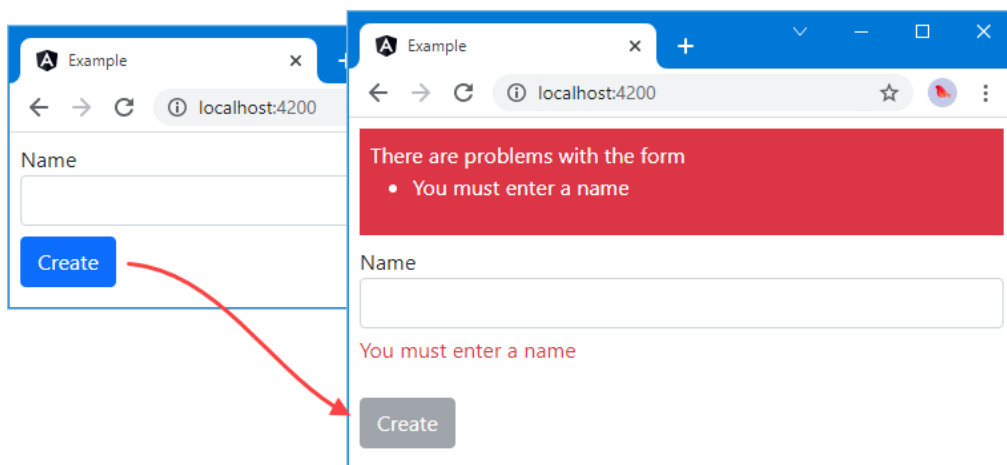 Example
localhost:4200
Name
Create
Example
localhost:4200
There are problems with the form
You must enter a name
Name
You must enter a name
Create